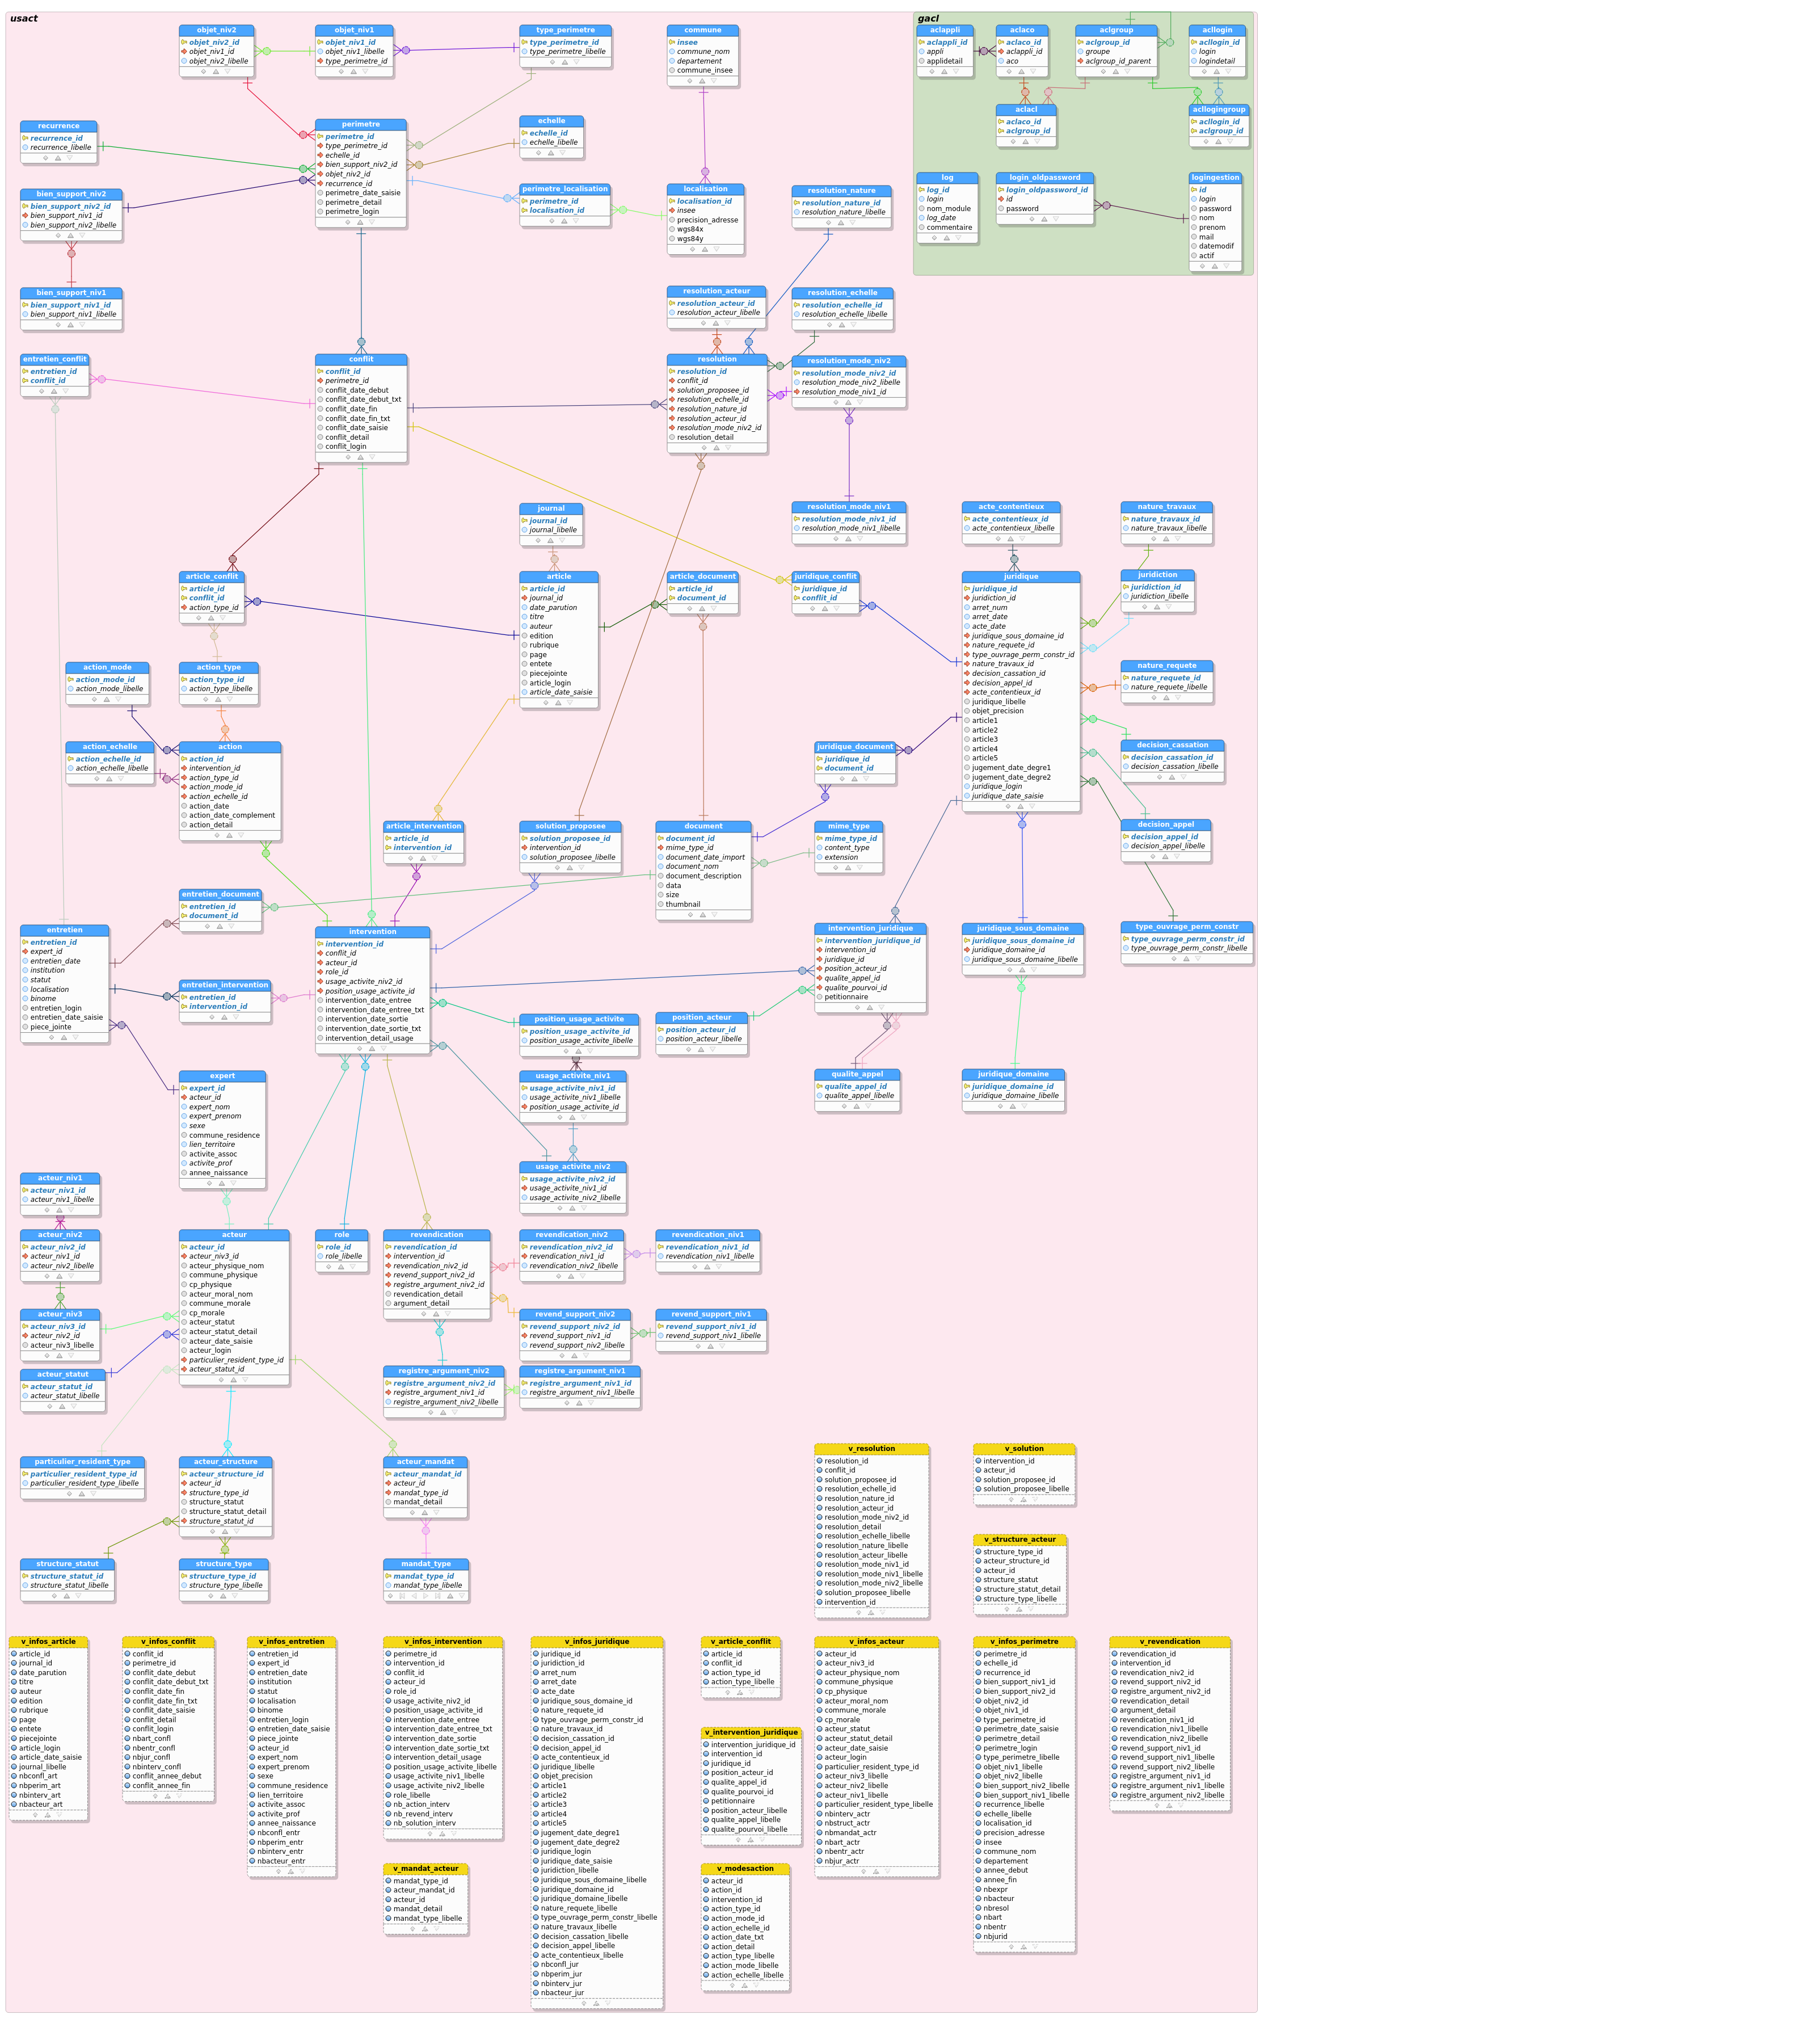 usact
objet_niv2
objet_niv2_id
objet_niv1_id
objet_niv2_libelle
objet_niv1
objet_niv1_id
objet_niv1_libelle
type_perimetre_id
type_perimetre
type_perimetre_id
type_perimetre_libelle
commune
insee
commune_nom
departement
commune_insee
gacl
aclappli
aclappli_id
appli
applidetail
aclaco
aclaco_id
aclappli_id
aco
aclgroup
aclgroup_id
groupe
aclgroup_id_parent
acllogin
acllogin_id
login
logindetail
aclaci
aclaco_id
aclgroup_id
acllogingroup
acllogin_id
aclgroup_id
log
log_id
login
nom_module
log_date
commentaire
login_oldpassword
login_oldpassword_id
id
password
logingestion
id
login
password
nom
prenom
mail
datemodif
actif
recurrence
recurrence_id
recurrence_libelle
perimetre
perimetre_id
type_perimetre_id
echelle_id
bien_support_niv2_id
objet_niv2_id
recurrence_id
perimetre_date_saisie
perimetre_detail
perimetre_login
echelle
echelle_id
echelle_libelle
bien_support_niv2
bien_support_niv2_id
bien_support_niv1_id
bien_support_niv2_libelle
perimetre_localisation
perimetre_id
localisation_id
localisation
localisation_id
insee
precision_adresse
wgs84x
wgs84y
resolution_nature
resolution_nature_id
resolution_nature_libelle
bien_support_niv1
bien_support_niv1_id
bien_support_niv1_libelle
resolution_acteur
resolution_acteur_id
resolution_acteur_libelle
resolution_echelle
resolution_echelle_id
resolution_echelle_libelle
entretien_conflit
entretien_id
conflit_id
conflit
conflit_id
perimetre_id
conflit_date_debut
conflit_date_debut_txt
conflit_date_fin
conflit_date_fin_txt
conflit_date_saisie
conflit_detail
conflit_login
resolution
resolution_id
conflit_id
solution_proposee_id
resolution_echelle_id
resolution_nature_id
resolution_acteur_id
resolution_mode_niv2_id
resolution_detail
resolution_mode_niv2
resolution_mode_niv2_id
resolution_mode_niv2_libelle
resolution_mode_niv1_id
journal
journal_id
journal_libelle
resolution_mode_niv1
resolution_mode_niv1_id
resolution_mode_niv1_libelle
acte_contentieux
acte_contentieux_id
acte_contentieux_libelle
nature_travaux
nature_travaux_id
nature_travaux_libelle
article_conflit
article_id
conflit_id
action_type_id
article
article_id
journal_id
date_parution
titre
auteur
edition
rubrique
page
entete
piecejointe
article_login
article_date_saisie
article_document
article_id
document_id
juridique_conflit
juridique_id
conflit_id
juridique
juridique_id
juridiction_id
arret_num
arret_date
acte_date
juridique_sous_domaine_id
nature_requete_id
type_ouvrage_perm_constr_id
nature_travaux_id
decision_cassation_id
decision_appel_id
acte_contentieux_id
juridique_libelle
objet_precision
article1
article2
article3
article4
article5
jugement_date_degre1
jugement_date_degre2
juridique_login
juridique_date_saisie
juridiction
juridiction_id
juridiction_libelle
action_mode
action_mode_id
action_mode_libelle
action_type
action_type_id
action_type_libelle
nature_requete
nature_requete_id
nature_requete_libelle
action_echelle
action_echelle_id
action_echelle_libelle
action
action_id
intervention_id
action_type_id
action_mode_id
action_echelle_id
action_date
action_date_complement
action_detail
juridique_document
juridique_id
document_id
decision_cassation
decision_cassation_id
decision_cassation_libelle
article_intervention
article_id
intervention_id
solution_proposee
solution_proposee_id
intervention_id
solution_proposee_libelle
document
document_id
mime_type_id
document_date_import
document_nom
document_description
data
size
thumbnail
mime_type
mime_type_id
content_type
extension
decision_appel
decision_appel_id
decision_appel_libelle
entretien_document
entretien_id
document_id
entretien
entretien_id
expert_id
entretien_date
institution
statut
localisation
binome
entretien_login
entretien_date_saisie
piece_jointe
intervention
intervention_id
conflit_id
acteur_id
role_id
usage_activite_niv2_id
position_usage_activite_id
intervention_date_entree
intervention_date_entree_txt
intervention_date_sortie
intervention_date_sortie_txt
intervention_detail_usage
intervention_juridique
intervention_juridique_id
intervention_id
juridique_id
position_acteur_id
qualite_appel_id
qualite_pourvoi_id
petitionnaire
juridique_sous_domaine
juridique_sous_domaine_id
juridique_domaine_id
juridique_sous_domaine_libelle
type_ouvrage_perm_constr
type_ouvrage_perm_constr_id
type_ouvrage_perm_constr_libelle
entretien_intervention
entretien_id
intervention_id
position_usage_activite
position_usage_activite_id
position_usage_activite_libelle
position_acteur
position_acteur_id
position_acteur_libelle
expert
expert_id
acteur_id
expert_nom
expert_prenom
sexe
commune_residence
lien_territoire
activite_assoc
activite_prof
annee_naissance
usage_activite_niv1
usage_activite_niv1_id
usage_activite_niv1_libelle
position_usage_activite_id
qualite_appel
qualite_appel_id
qualite_appel_libelle
juridique_domaine
juridique_domaine_id
juridique_domaine_libelle
usage_activite_niv2
usage_activite_niv2_id
usage_activite_niv1_id
usage_activite_niv2_libelle
acteur_niv1
acteur_niv1_id
acteur_niv1_libelle
acteur_niv2
acteur_niv2_id
acteur_niv1_id
acteur_niv2_libelle
acteur
acteur_id
acteur_niv3_id
acteur_physique_nom
commune_physique
cp_physique
acteur_moral_nom
commune_morale
cp_morale
acteur_statut
acteur_statut_detail
acteur_date_saisie
acteur_login
particulier_resident_type_id
acteur_statut_id
role
role_id
role_libelle
revendication
revendication_id
intervention_id
revendication_niv2_id
revend_support_niv2_id
registre_argument_niv2_id
revendication_detail
argument_detail
revendication_niv2
revendication_niv2_id
revendication_niv1_id
revendication_niv2_libelle
revendication_niv1
revendication_niv1_id
revendication_niv1_libelle
acteur_niv3
acteur_niv3_id
acteur_niv2_id
acteur_niv3_libelle
revend_support_niv2
revend_support_niv2_id
revend_support_niv1_id
revend_support_niv2_libelle
revend_support_niv1
revend_support_niv1_id
revend_support_niv1_libelle
acteur_statut
acteur_statut_id
acteur_statut_libelle
registre_argument_niv2
registre_argument_niv2_id
registre_argument_niv1_id
registre_argument_niv2_libelle
registre_argument_niv1
registre_argument_niv1_id
registre_argument_niv1_libelle
particulier_resident_type
particulier_resident_type_id
particulier_resident_type_libelle
acteur_structure
acteur_structure_id
acteur_id
structure_type_id
structure_statut
structure_statut_detail
structure_statut_id
acteur_mandat
acteur_mandat_id
acteur_id
mandat_type_id
mandat_detail
structure_statut
structure_statut_id
structure_statut_libelle
structure_type
structure_type_id
structure_type_libelle
mandat_type
mandat_type_id
mandat_type_libelle
v_resolution
resolution_id
conflit_id
solution_proposee_id
resolution_echelle_id
resolution_nature_id
resolution_acteur_id
resolution_mode_niv2_id
resolution_detail
resolution_echelle_libelle
resolution_nature_libelle
resolution_acteur_libelle
resolution_mode_niv1_id
resolution_mode_niv1_libelle
resolution_mode_niv2_libelle
solution_proposee_libelle
intervention_id
v_solution
intervention_id
acteur_id
solution_proposee_id
solution_proposee_libelle
v_structure_acteur
structure_type_id
acteur_structure_id
acteur_id
structure_statut
structure_statut_detail
structure_type_libelle
v_infos_article
article_id
journal_id
date_parution
titre
auteur
edition
rubrique
page
entete
piecejointe
article_login
article_date_saisie
journal_libelle
nbconfl_art
nbperim_art
nbinterv_art
nbacteur_art
v_infos_conflit
conflit_id
perimetre_id
conflit_date_debut
conflit_date_debut_txt
conflit_date_fin
conflit_date_fin_txt
conflit_date_saisie
conflit_detail
conflit_login
nbart_confl
nbentr_confl
nbjur_confl
nbinterv_confl
conflit_annee_debut
conflit_annee_fin
v_infos_entretien
entretien_id
expert_id
entretien_date
institution
statut
localisation
binome
entretien_login
entretien_date_saisie
piece_jointe
acteur_id
expert_nom
expert_prenom
sexe
commune_residence
lien_territoire
activite_assoc
activite_prof
annee_naissance
nbconfl_entr
nbperim_entr
nbinterv_entr
nbacteur_entr
v_infos_intervention
perimetre_id
intervention_id
conflit_id
acteur_id
role_id
usage_activite_niv2_id
position_usage_activite_id
intervention_date_entree
intervention_date_entree_txt
intervention_date_sortie
intervention_date_sortie_txt
intervention_detail_usage
position_usage_activite_libelle
usage_activite_niv1_libelle
usage_activite_niv2_libelle
role_libelle
nb_action_interv
nb_revend_interv
nb_solution_interv
v_mandat_acteur
mandat_type_id
acteur_mandat_id
acteur_id
mandat_detail
mandat_type_libelle
v_infos_juridique
juridique_id
juridiction_id
arret_num
arret_date
acte_date
juridique_sous_domaine_id
nature_requete_id
type_ouvrage_perm_constr_id
nature_travaux_id
decision_cassation_id
decision_appel_id
acte_contentieux_id
juridique_libelle
objet_precision
article1
article2
article3
article4
article5
jugement_date_degre1
jugement_date_degre2
juridique_login
juridique_date_saisie
juridiction_libelle
juridique_sous_domaine_libelle
juridique_domaine_id
juridique_domaine_libelle
nature_requete_libelle
type_ouvrage_perm_constr_libelle
nature_travaux_libelle
decision_cassation_libelle
decision_appel_libelle
acte_contentieux_libelle
nbconfl_jur
nbperim_jur
nbinterv_jur
nbacteur_jur
v_article_conflit
article_id
conflit_id
action_type_id
action_type_libelle
v_intervention_juridique
intervention_juridique_id
intervention_id
juridique_id
position_acteur_id
qualite_appel_id
qualite_pourvoi_id
petitionnaire
position_acteur_libelle
qualite_appel_libelle
qualite_pourvoi_libelle
v_modesaction
acteur_id
action_id
intervention_id
action_type_id
action_mode_id
action_echelle_id
action_date_txt
action_detail
action_type_libelle
action_mode_libelle
action_echelle_libelle
v_infos_acteur
acteur_id
acteur_niv3_id
acteur_physique_nom
commune_physique
cp_physique
acteur_moral_nom
commune_morale
cp_morale
acteur_statut
acteur_statut_detail
acteur_date_saisie
acteur_login
particulier_resident_type_id
acteur_niv3_libelle
acteur_niv2_libelle
acteur_niv1_libelle
particulier_resident_type_libelle
nbinterv_actr
nbstruct_actr
nbmandat_actr
nbart_actr
nbentr_actr
nbjur_actr
v_infos_perimetre
perimetre_id
echelle_id
recurrence_id
bien_support_niv1_id
bien_support_niv2_id
objet_niv2_id
objet_niv1_id
type_perimetre_id
perimetre_date_saisie
perimetre_detail
perimetre_login
type_perimetre_libelle
objet_niv1_libelle
objet_niv2_libelle
bien_support_niv2_libelle
bien_support_niv1_libelle
recurrence_libelle
echelle_libelle
localisation_id
precision_adresse
insee
commune_nom
departement
annee_debut
annee_fin
nbexpr
nbacteur
nbresol
nbart
nbentr
nbjurid
v_revendication
revendication_id
intervention_id
revendication_niv2_id
revend_support_niv2_id
registre_argument_niv2_id
revendication_detail
argument_detail
revendication_niv1_id
revendication_niv1_libelle
revendication_niv2_libelle
revend_support_niv1_id
revend_support_niv1_libelle
revend_support_niv2_libelle
registre_argument_niv1_id
registre_argument_niv1_libelle
registre_argument_niv2_libelle